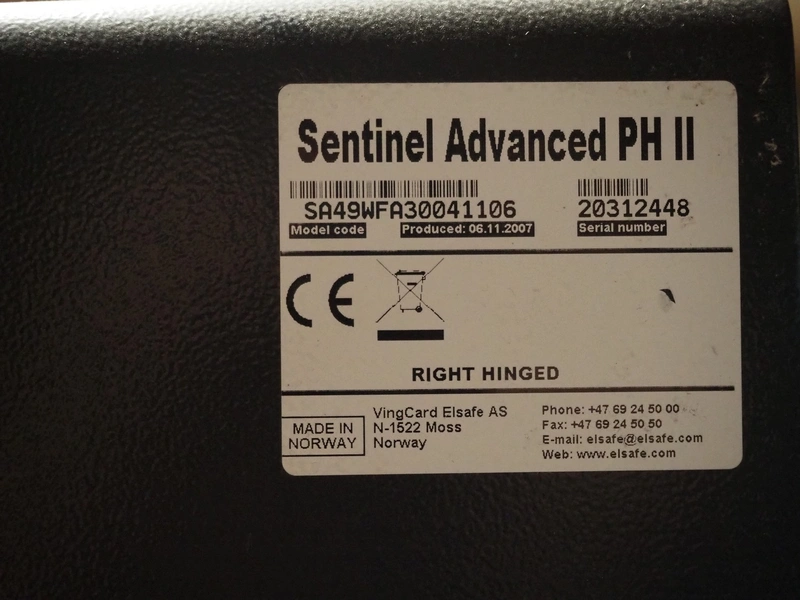 Sentinel Advanced PH II
SA49WFA30041106 20312448
Model code Produced: 06.11.2007 Serial number
CE
RIGHT HINGED
MADE IN
NORWAY
VingCard Elsafe AS
N-1522 Moss
Norway
Phone: +47 69 24 50 00
Fax: +47 69 24 50 50
E-mail: elsafe@elsafe.com
Web: www.elsafe.com